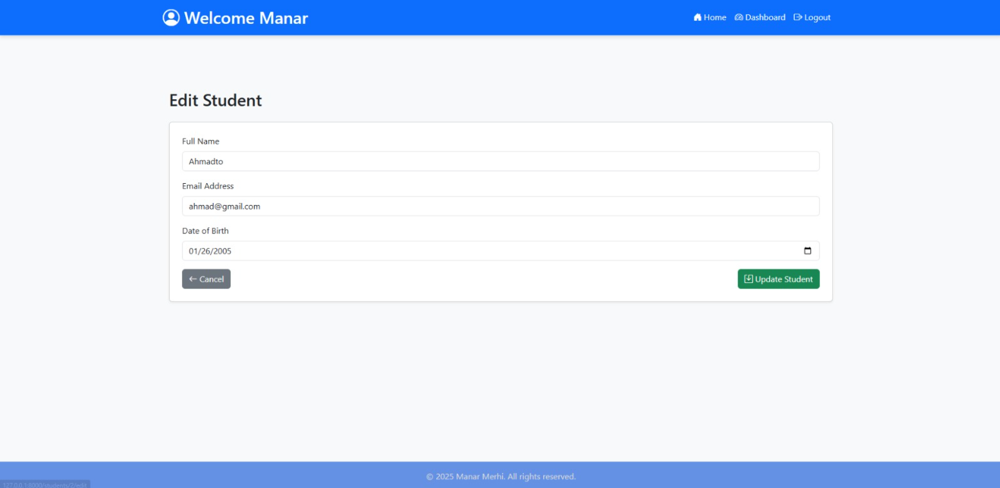 Welcome Manar
Home Dashboard Logout
Edit Student
Full Name
Ahmadto
Email Address
ahmad@gmail.com
Date of Birth
01/26/2005
Cancel
Update Student
© 2025 Manar Merhi. All rights reserved.
127.0.0.1:8000/students/2/edit